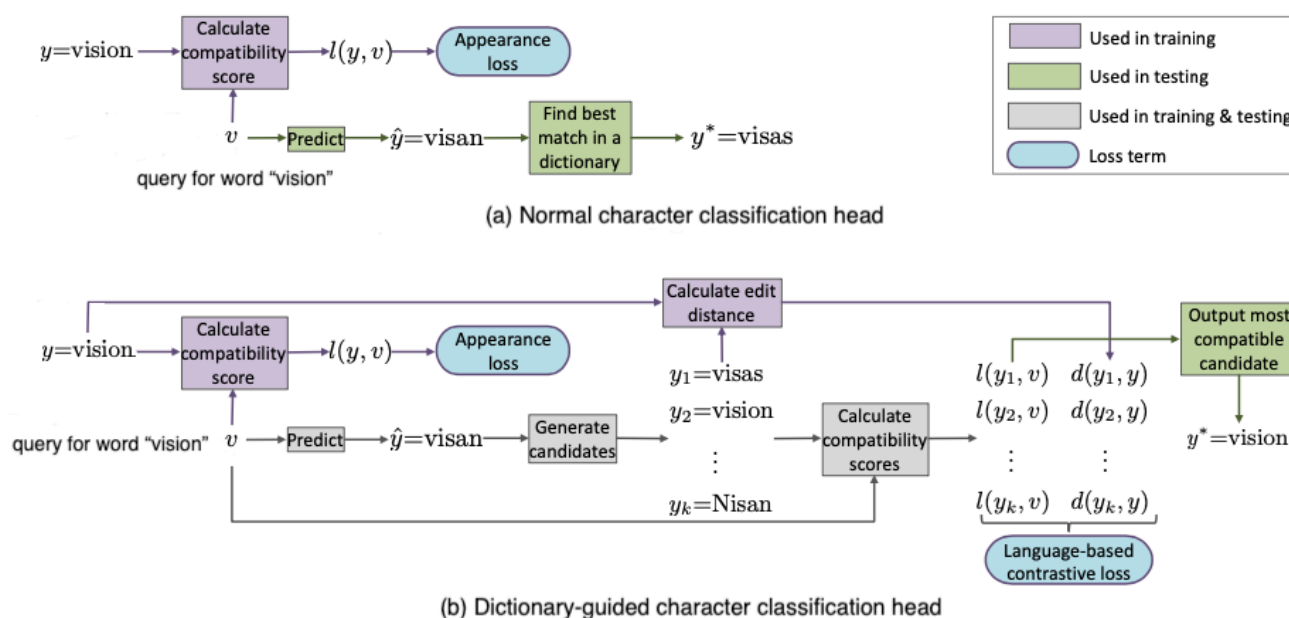 y=vision
Calculate
compatibility
score
l(y, v)
Appearance
loss
v
Predict
ŷ=visan
Find best
match in a
dictionary
y*=visas
query for word “vision”
(a) Normal character classification head
Used in training
Used in testing
Used in training & testing
Loss term
Calculate edit
distance
y=vision
Calculate
compatibility
score
l(y, v)
Appearance
loss
query for word “vision”
v
Predict
ŷ=visan
Generate
candidates
y₁=visas
y₂=vision
⋮
yₖ=Nisan
Calculate
compatibility
scores
l(y₁, v) d(y₁, y)
l(y₂, v) d(y₂, y)
⋮ ⋮
l(yₖ, v) d(yₖ, y)
Language-based
contrastive loss
Output most
compatible
candidate
y*=vision
(b) Dictionary-guided character classification head